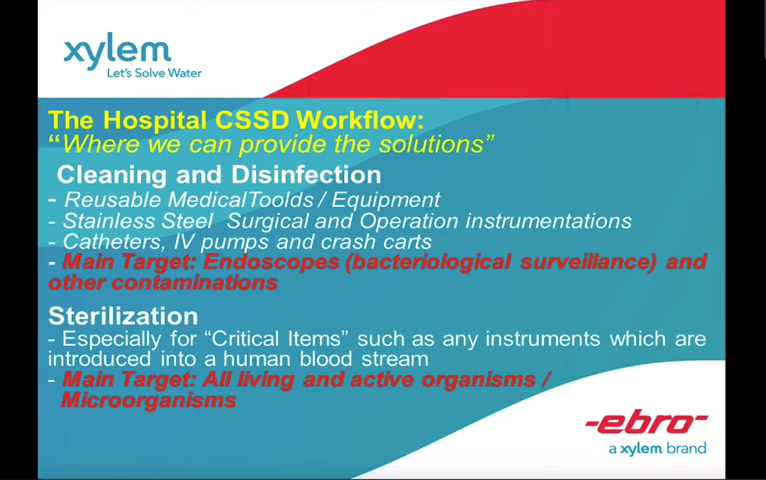 xylem
Let's Solve Water
The Hospital CSSD Workflow:
“Where we can provide the solutions”
Cleaning and Disinfection
- Reusable MedicalToolds / Equipment
- Stainless Steel Surgical and Operation instrumentations
- Catheters, IV pumps and crash carts
- Main Target: Endoscopes (bacteriological surveillance) and
other contaminations
Sterilization
- Especially for “Critical Items” such as any instruments which are
introduced into a human blood stream
- Main Target: All living and active organisms /
Microorganisms
-ebro-
a xylem brand